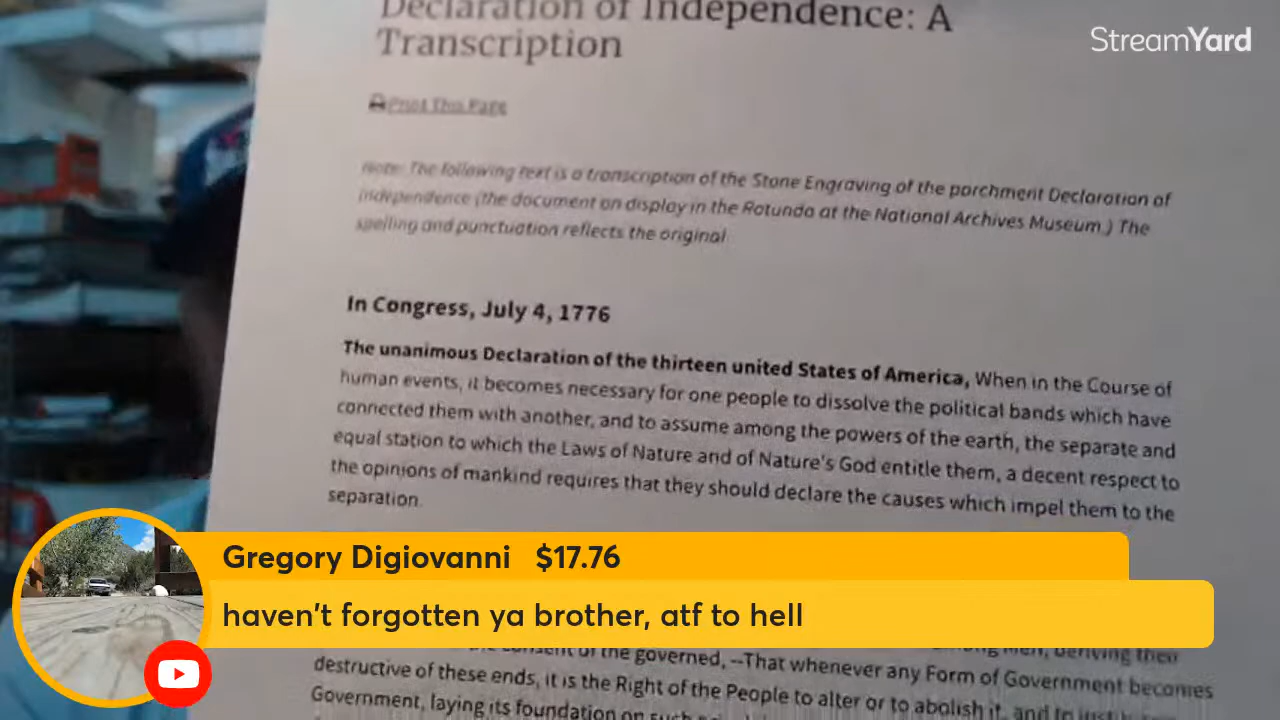 Declaration of Independence: A
Transcription
StreamYard
Print This Page
Note: The following text is a transcription of the Stone Engraving of the parchment Declaration of
Independence (the document on display in the Rotunda at the National Archives Museum.) The
spelling and punctuation reflects the original.
In Congress, July 4, 1776
The unanimous Declaration of the thirteen united States of America, When in the Course of
human events, it becomes necessary for one people to dissolve the political bands which have
connected them with another, and to assume among the powers of the earth, the separate and
equal station to which the Laws of Nature and of Nature's God entitle them, a decent respect to
the opinions of mankind requires that they should declare the causes which impel them to the
separation.
Gregory Digiovanni $17.76
haven't forgotten ya brother, atf to hell
consent of the governed, --That whenever any Form of Government becomes
destructive of these ends, it is the Right of the People to alter or to abolish it, and to
Government, laying its foundation on such